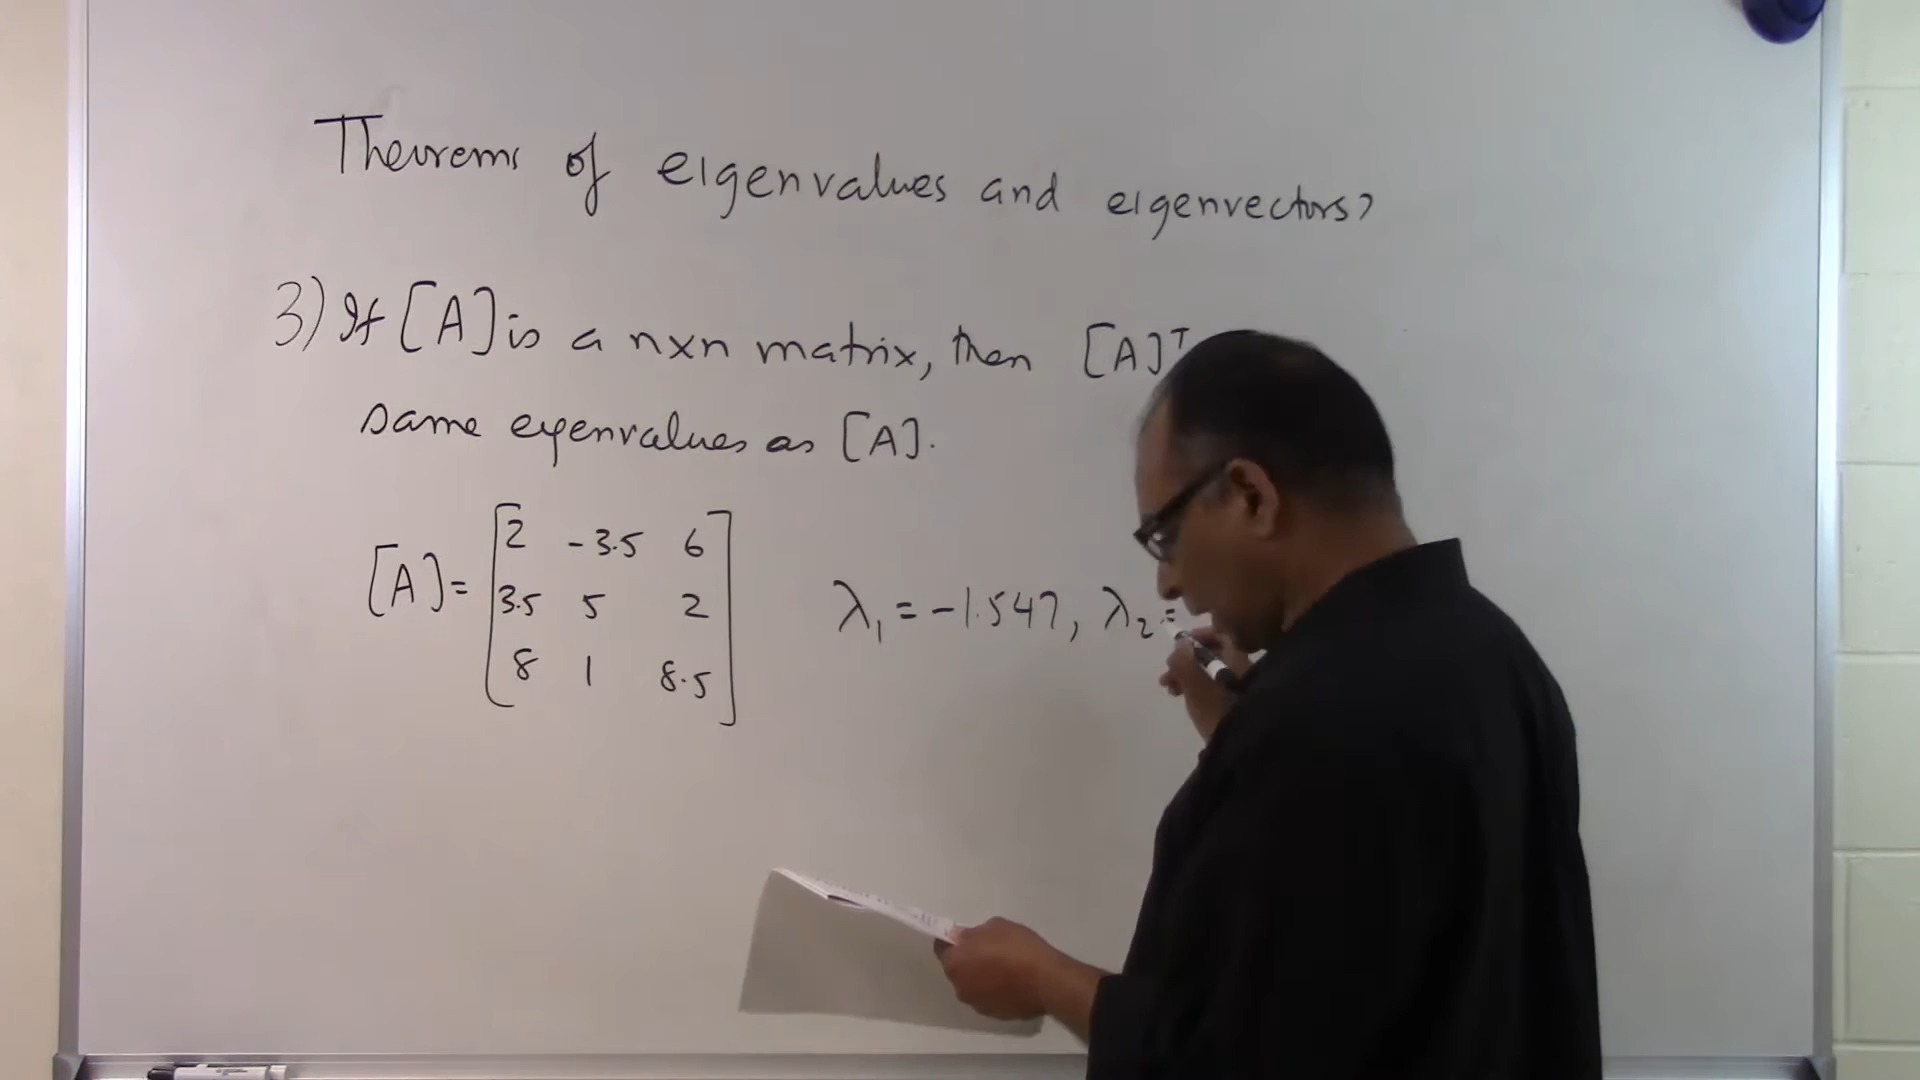 Theorems of eigenvalues and eigenvectors?
3) If [A] is a n×n matrix, then [A]ᵀ
same eigenvalues as [A].
[A] = [2 -3.5 6
3.5 5 2
8 1 8.5]
λ₁ = -1.547, λ₂ =